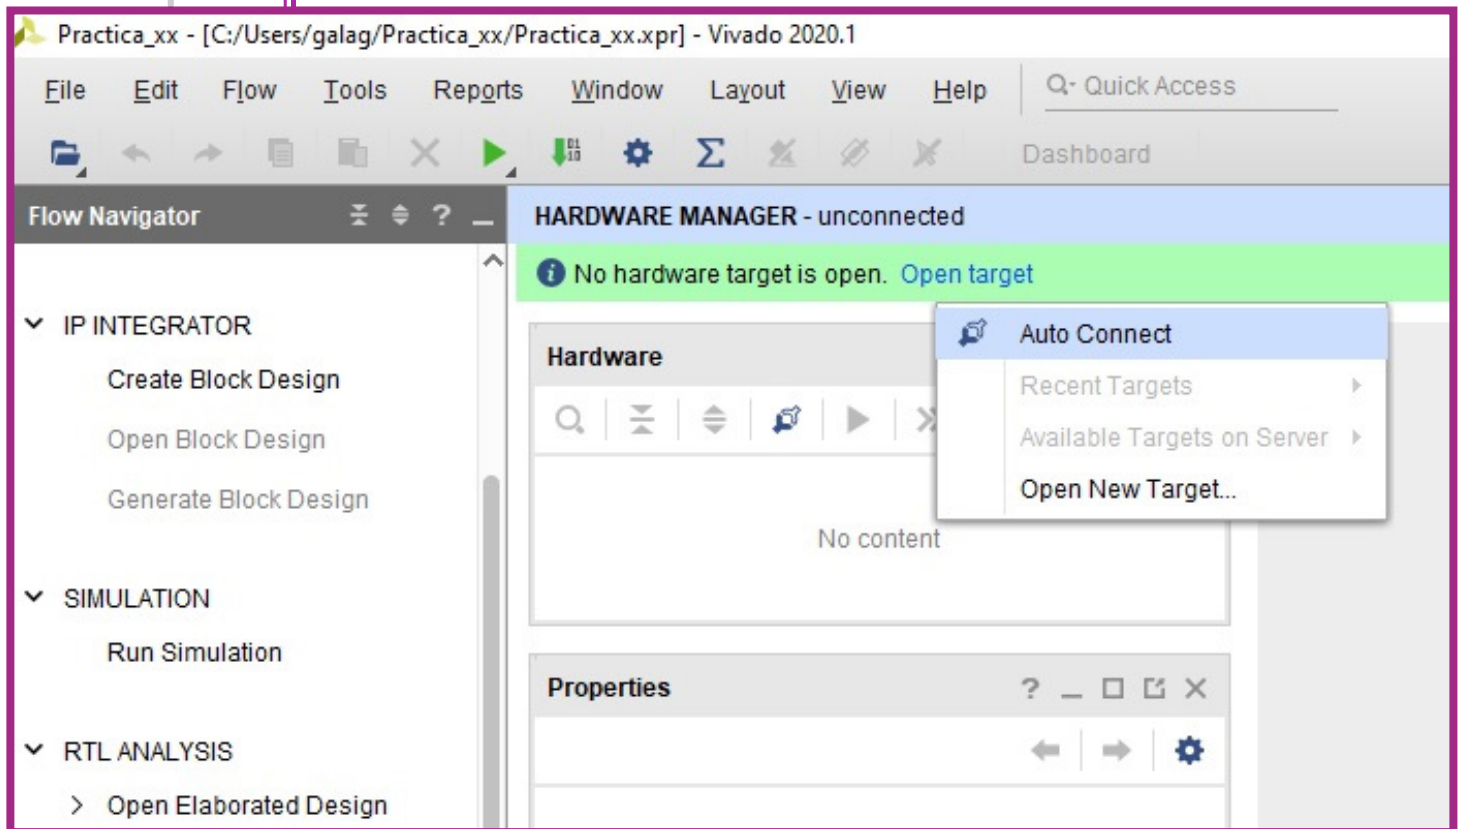 Practica_xx - [C:/Users/galag/Practica_xx/Practica_xx.xpr] - Vivado 2020.1
File Edit Flow Tools Reports Window Layout View Help Quick Access
Dashboard
Flow Navigator
HARDWARE MANAGER - unconnected
No hardware target is open. Open target
IP INTEGRATOR
Create Block Design
Open Block Design
Generate Block Design
SIMULATION
Run Simulation
RTL ANALYSIS
Open Elaborated Design
Hardware
No content
Auto Connect
Recent Targets
Available Targets on Server
Open New Target...
Properties